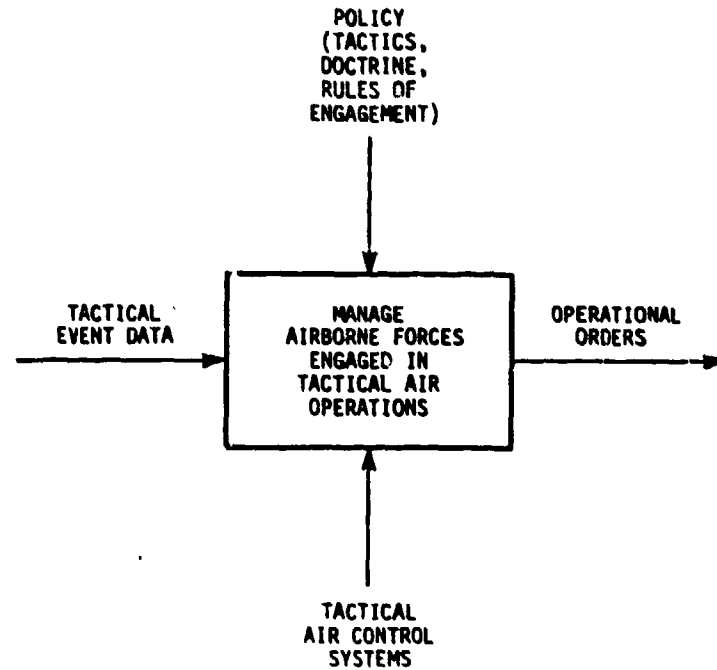 POLICY
(TACTICS,
DOCTRINE,
RULES OF
ENGAGEMENT)
TACTICAL
EVENT DATA
MANAGE
AIRBORNE FORCES
ENGAGED IN
TACTICAL AIR
OPERATIONS
OPERATIONAL
ORDERS
TACTICAL
AIR CONTROL
SYSTEMS